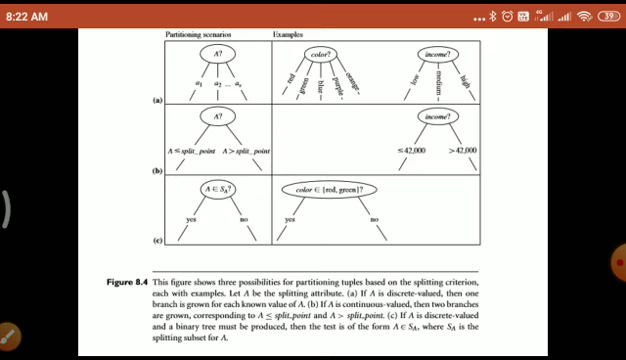 8:22 AM
... 4G 39
Partitioning scenarios Examples
A? color? income?
a1 a2 ... av red green blue purple orange low medium high
(a)
A? income?
A ≤ split_point A > split_point ≤ 42,000 > 42,000
(b)
A ∈ SA? color ∈ {red, green}?
yes no yes no
(c)
Figure 8.4 This figure shows three possibilities for partitioning tuples based on the splitting criterion,
each with examples. Let A be the splitting attribute. (a) If A is discrete-valued, then one
branch is grown for each known value of A. (b) If A is continuous-valued, then two branches
are grown, corresponding to A ≤ split_point and A > split_point. (c) If A is discrete-valued
and a binary tree must be produced, then the test is of the form A ∈ SA, where SA is the
splitting subset for A.